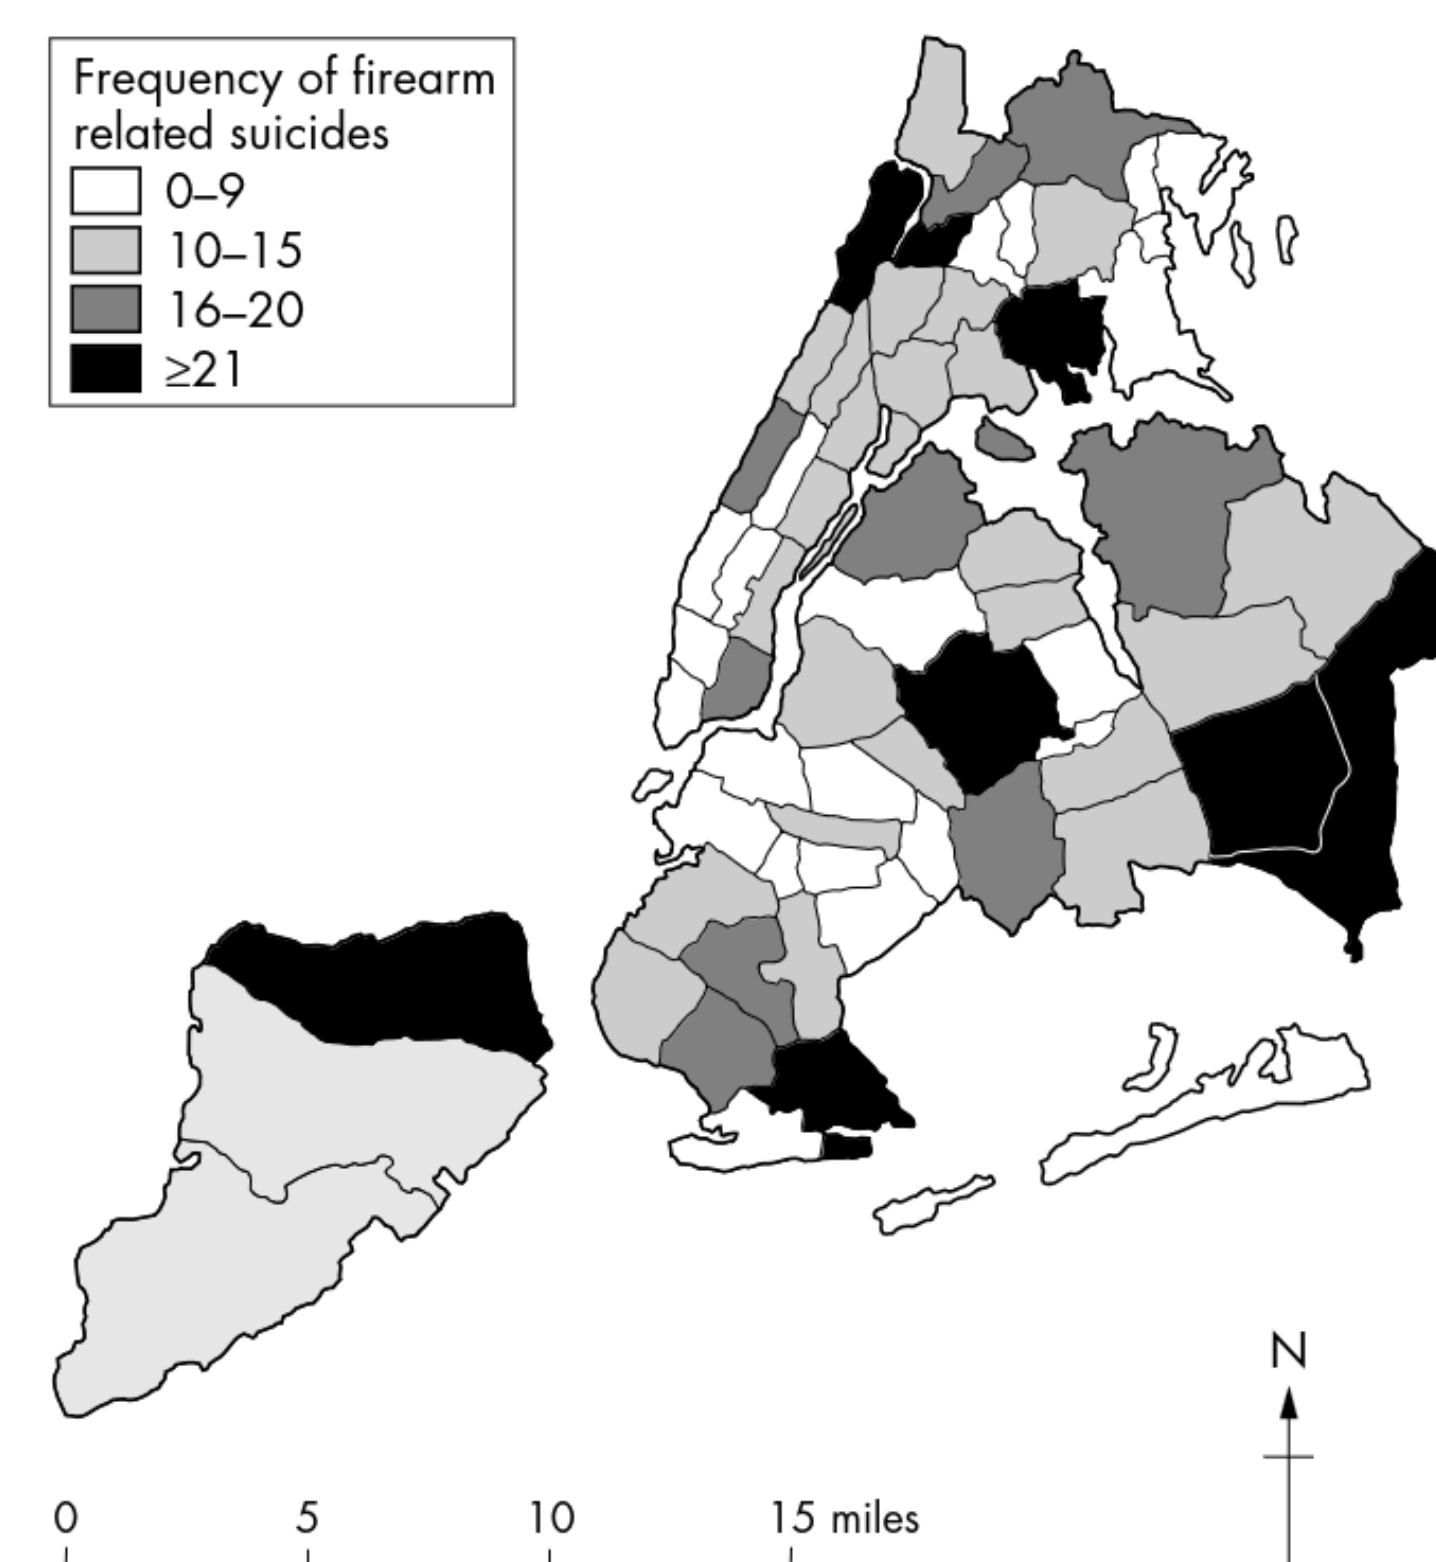 Frequency of firearm
related suicides
0–9
10–15
16–20
≥21
N
0 5 10 15 miles